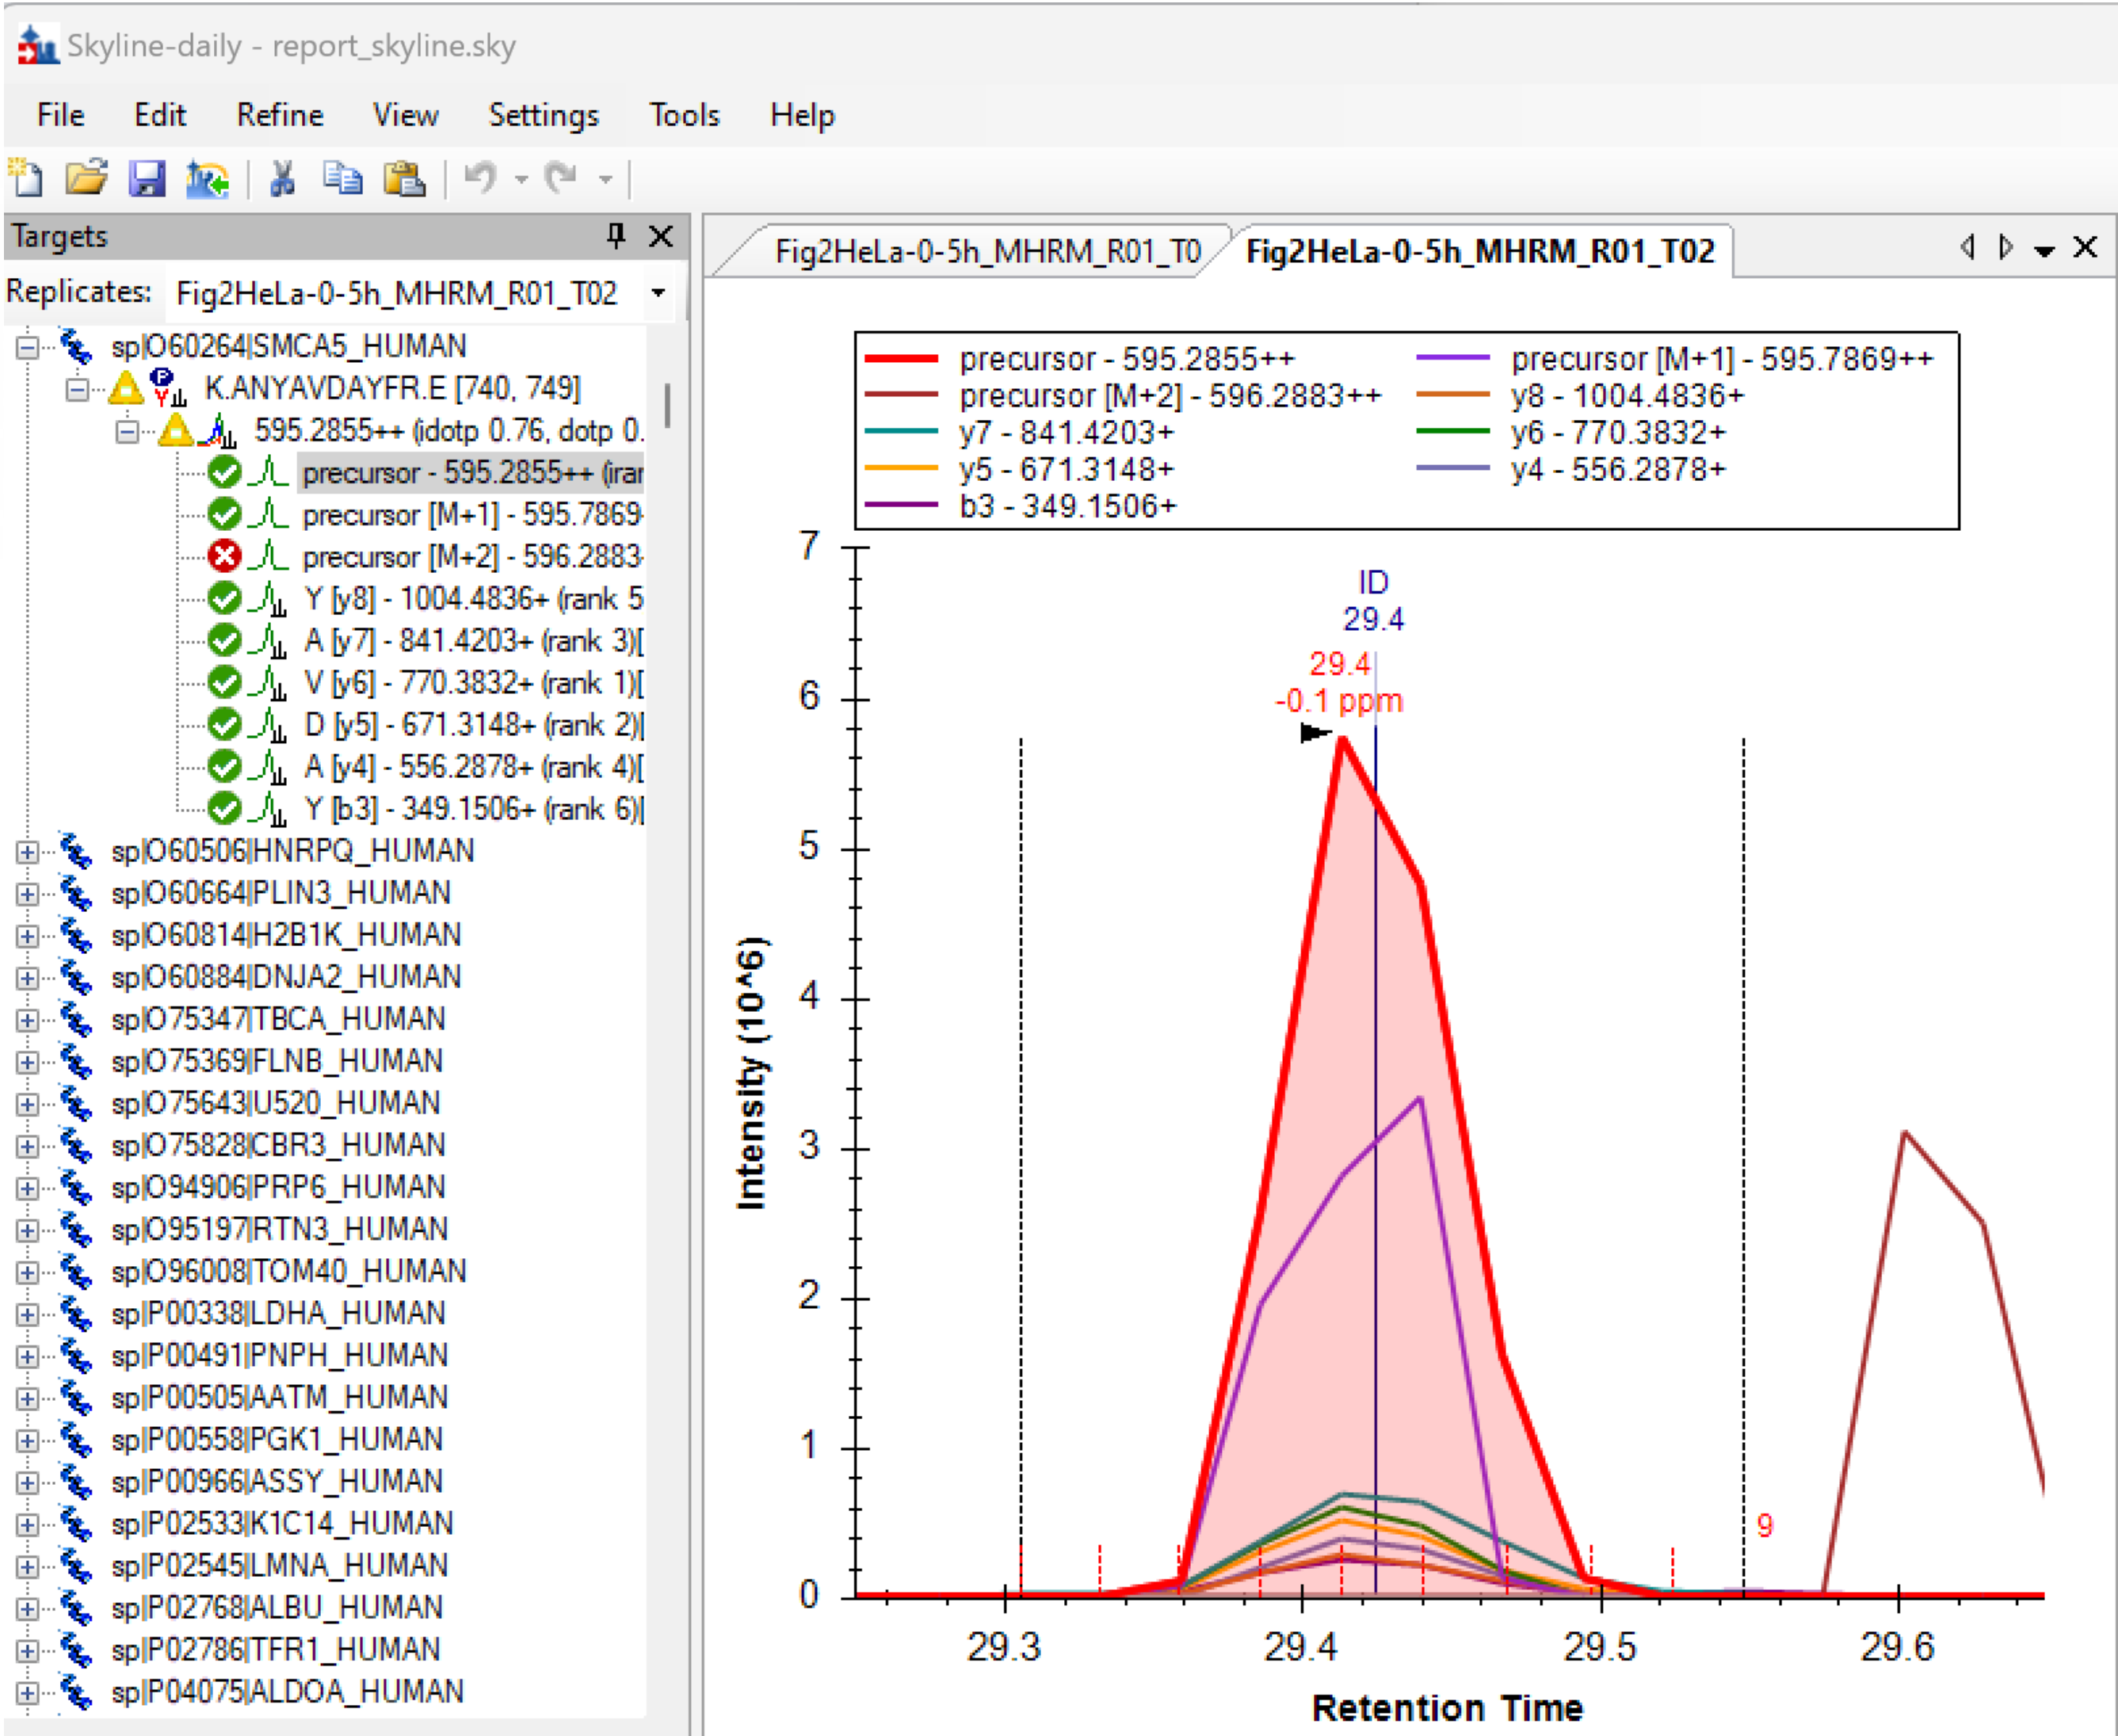 Skyline-daily - report_skyline.sky
File Edit Refine View Settings Tools Help
Targets
Replicates: Fig2HeLa-0-5h_MHRM_R01_T02
sp|O60264|SMCA5_HUMAN
K.ANYAVDAYFR.E [740, 749]
595.2855++ (idotp 0.76, dotp 0.
precursor - 595.2855++ (irar
precursor [M+1] - 595.7869
precursor [M+2] - 596.2883
Y [y8] - 1004.4836+ (rank 5
A [y7] - 841.4203+ (rank 3)[
V [y6] - 770.3832+ (rank 1)[
D [y5] - 671.3148+ (rank 2)[
A [y4] - 556.2878+ (rank 4)[
Y [b3] - 349.1506+ (rank 6)[
sp|O60506|HNRPQ_HUMAN
sp|O60664|PLIN3_HUMAN
sp|O60814|H2B1K_HUMAN
sp|O60884|DNJA2_HUMAN
sp|O75347|TBCA_HUMAN
sp|O75369|FLNB_HUMAN
sp|O75643|U520_HUMAN
sp|O75828|CBR3_HUMAN
sp|O94906|PRP6_HUMAN
sp|O95197|RTN3_HUMAN
sp|O96008|TOM40_HUMAN
sp|P00338|LDHA_HUMAN
sp|P00491|PNPH_HUMAN
sp|P00505|AATM_HUMAN
sp|P00558|PGK1_HUMAN
sp|P00966|ASSY_HUMAN
sp|P02533|K1C14_HUMAN
sp|P02545|LMNA_HUMAN
sp|P02768|ALBU_HUMAN
sp|P02786|TFR1_HUMAN
sp|P04075|ALDOA_HUMAN
Fig2HeLa-0-5h_MHRM_R01_T0 Fig2HeLa-0-5h_MHRM_R01_T02
precursor - 595.2855++ precursor [M+1] - 595.7869++
precursor [M+2] - 596.2883++ y8 - 1004.4836+
y7 - 841.4203+ y6 - 770.3832+
y5 - 671.3148+ y4 - 556.2878+
b3 - 349.1506+
7
ID
29.4
29.4
-0.1 ppm
6
5
4
3
2
1
0
Intensity (10^6)
9
29.3 29.4 29.5 29.6
Retention Time